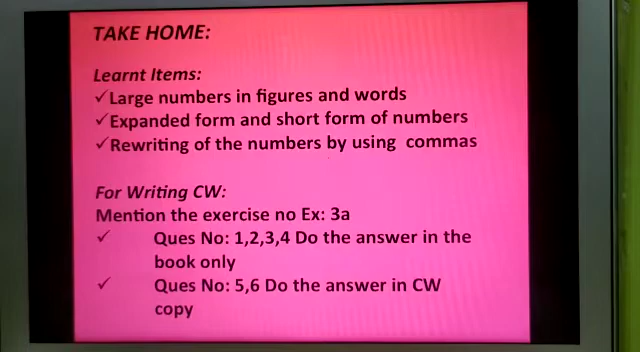 TAKE HOME:
Learnt Items:
✓Large numbers in figures and words
✓Expanded form and short form of numbers
✓Rewriting of the numbers by using commas
For Writing CW:
Mention the exercise no Ex: 3a
✓ Ques No: 1,2,3,4 Do the answer in the
book only
✓ Ques No: 5,6 Do the answer in CW
copy